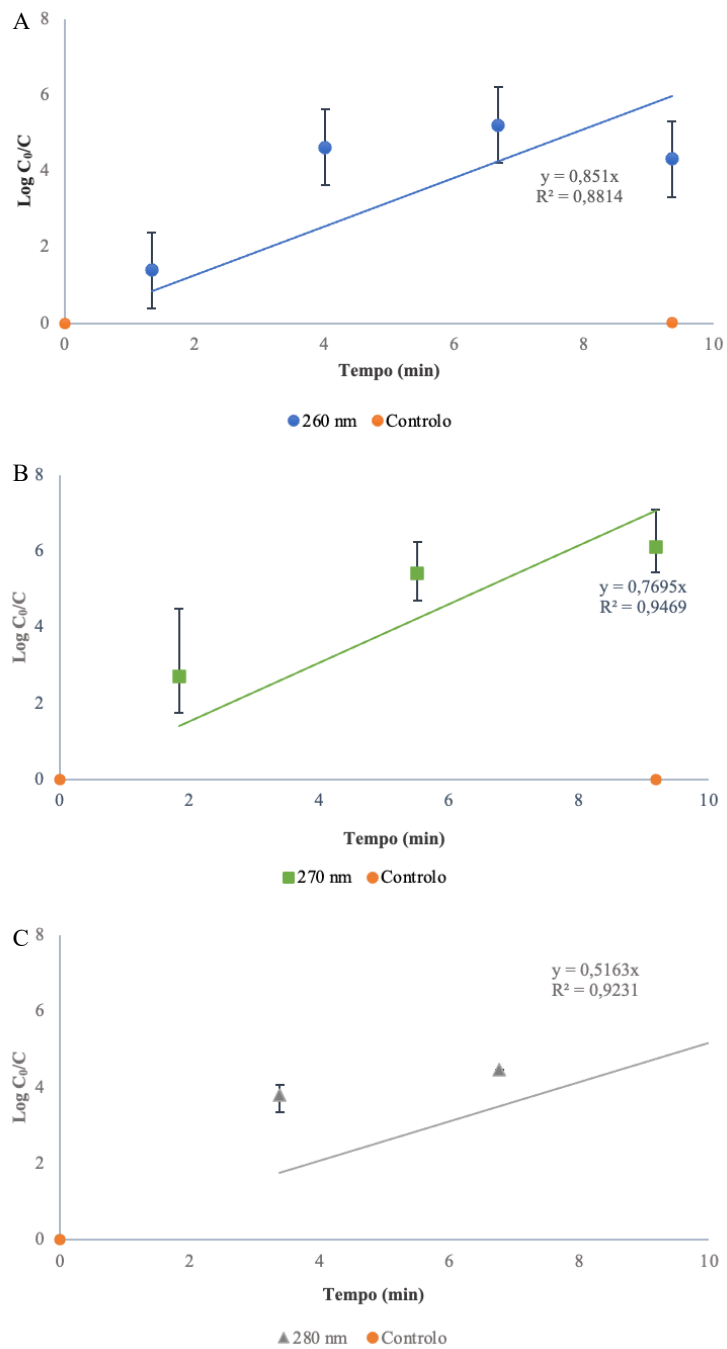 A
8
6
4
2
0
Log C₀/C
y = 0,851x
R² = 0,8814
0 2 4 6 8 10
Tempo (min)
260 nm Controlo
B
8
6
4
2
0
Log C₀/C
y = 0,7695x
R² = 0,9469
0 2 4 6 8 10
Tempo (min)
270 nm Controlo
C
8
6
4
2
0
Log C₀/C
y = 0,5163x
R² = 0,9231
0 2 4 6 8 10
Tempo (min)
280 nm Controlo